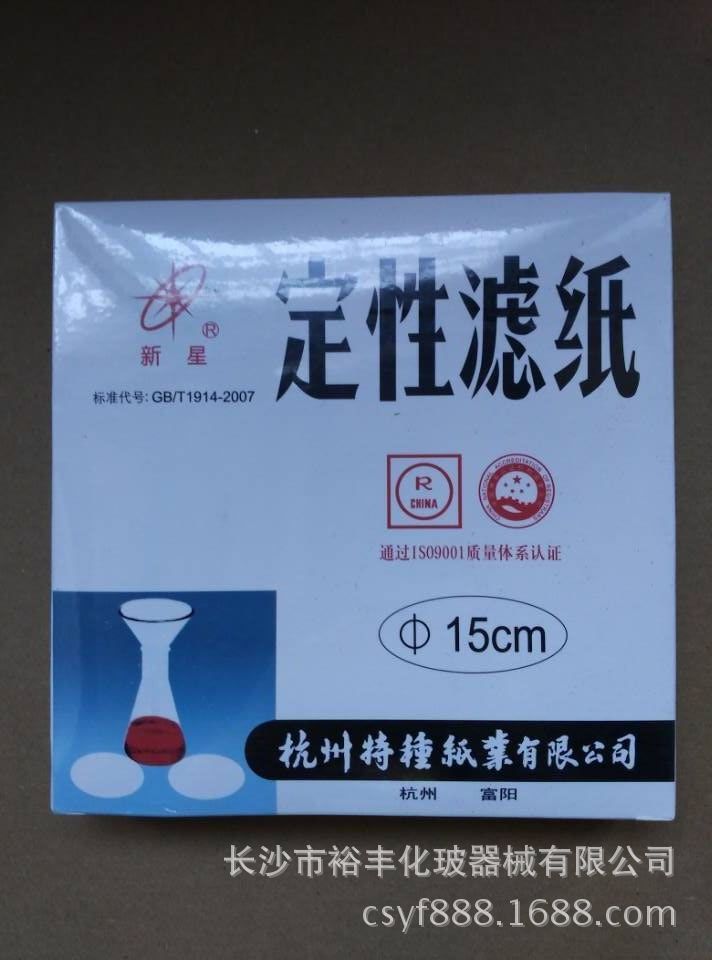 定性滤纸
®
新星
标准代号: GB/T1914-2007
R
CHINA
通过ISO9001质量体系认证
Φ 15cm
杭州特種紙業有限公司
杭州 富阳
长沙市裕丰化玻器械有限公司
csyf888.1688.com